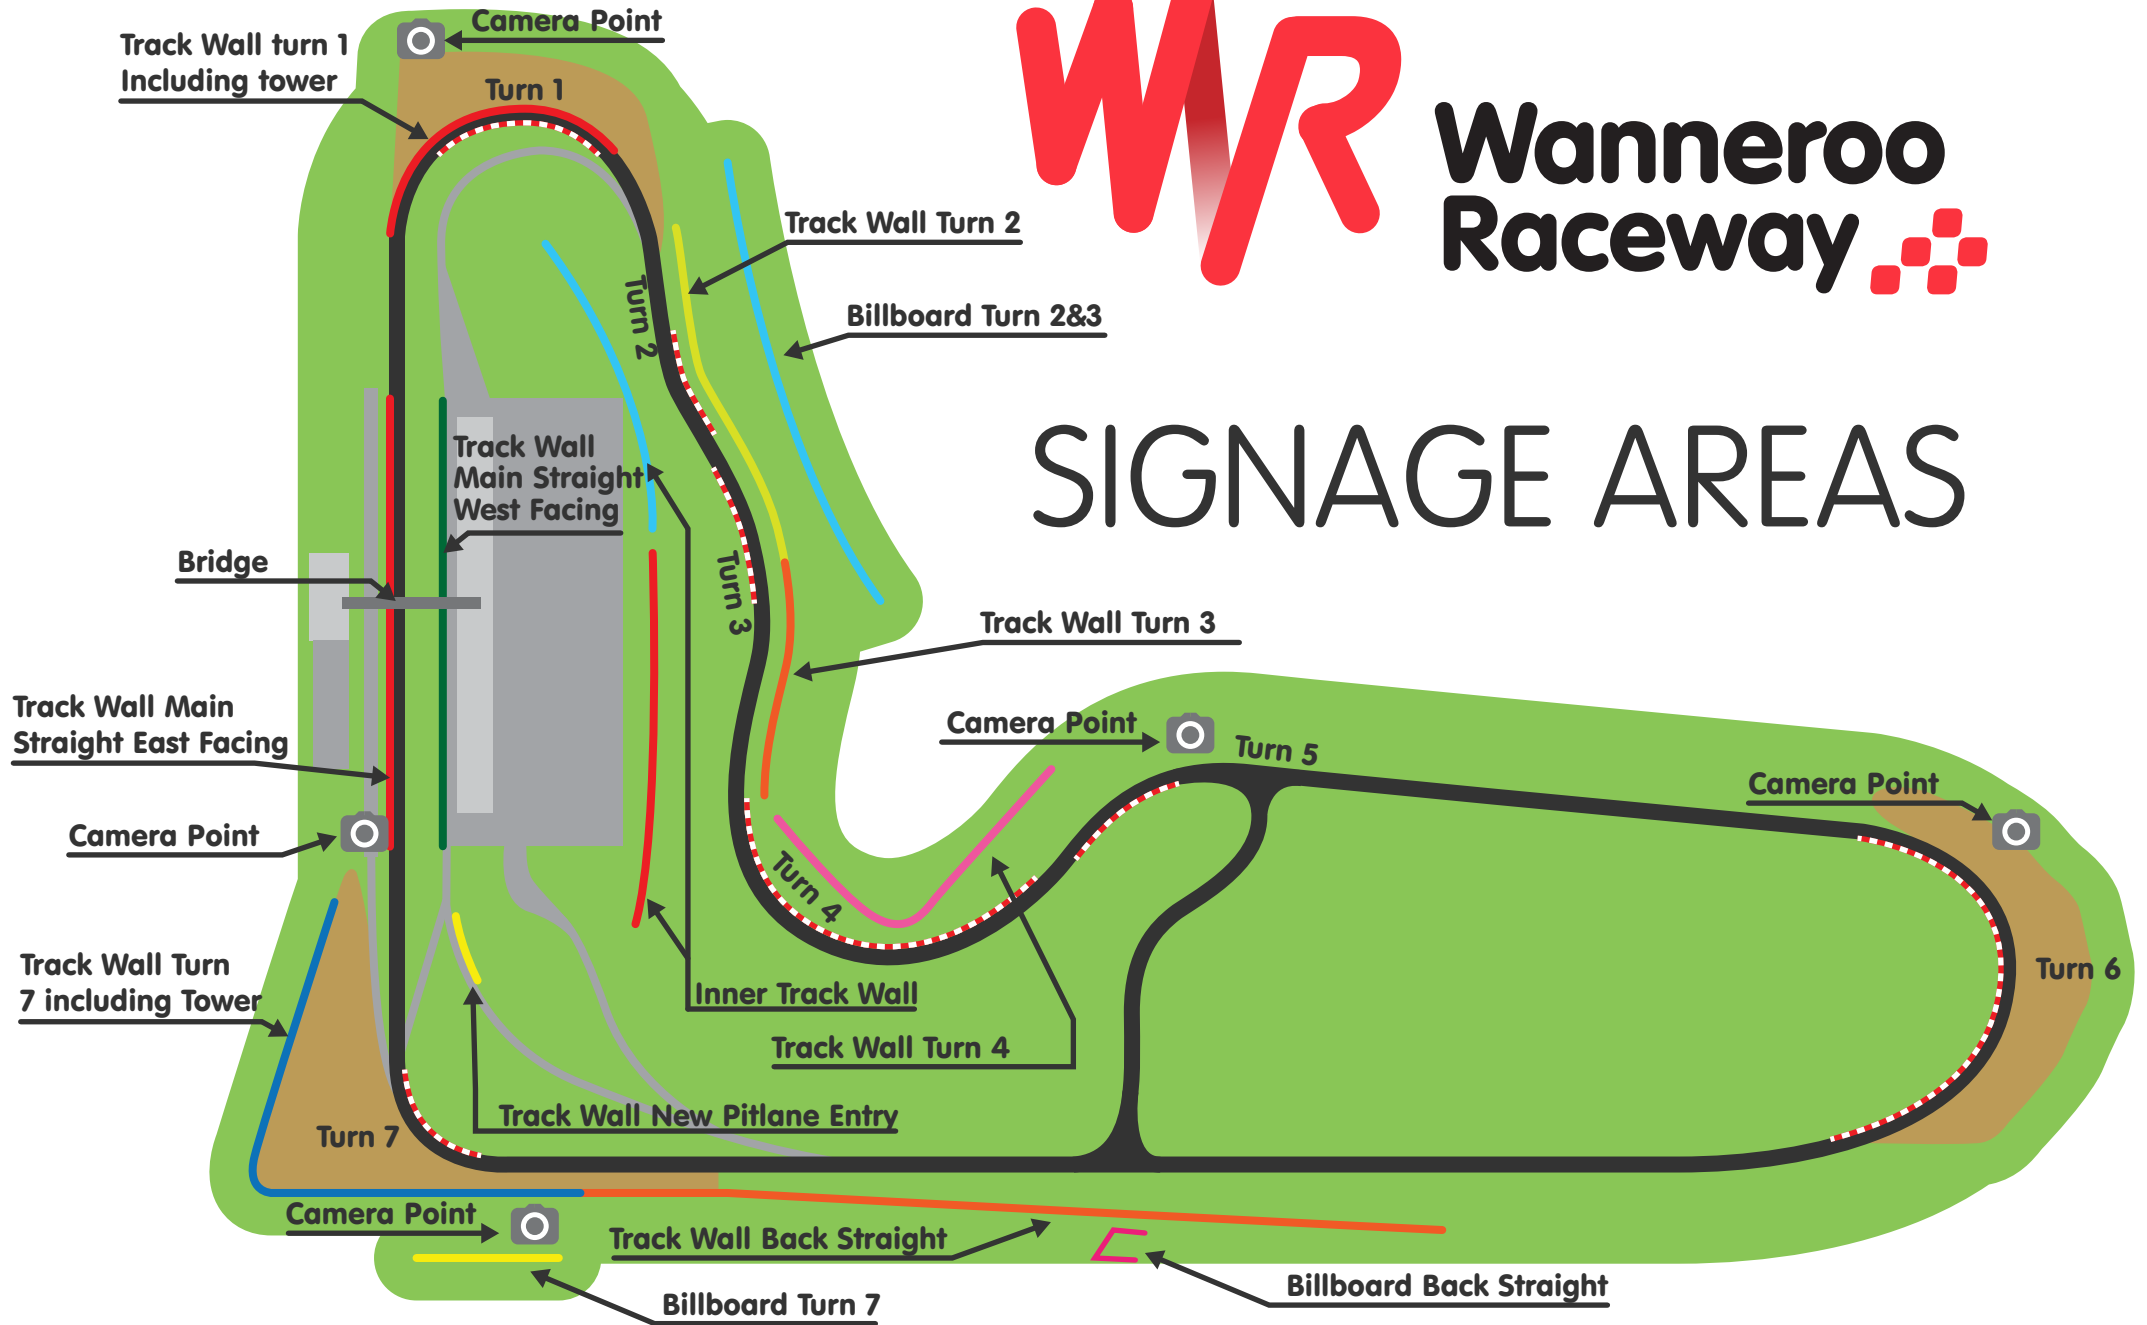 Camera Point
Track Wall turn 1
Including tower
Turn 1
WR
Wanneroo
Raceway
Track Wall Turn 2
Turn 2
Billboard Turn 2&3
SIGNAGE AREAS
Track Wall
Main Straight
West Facing
Bridge
Turn 3
Track Wall Turn 3
Track Wall Main
Straight East Facing
Camera Point
Turn 5
Camera Point
Camera Point
Turn 4
Track Wall Turn
7 including Tower
Turn 6
Inner Track Wall
Track Wall Turn 4
Track Wall New Pitlane Entry
Turn 7
Camera Point
Track Wall Back Straight
Billboard Back Straight
Billboard Turn 7